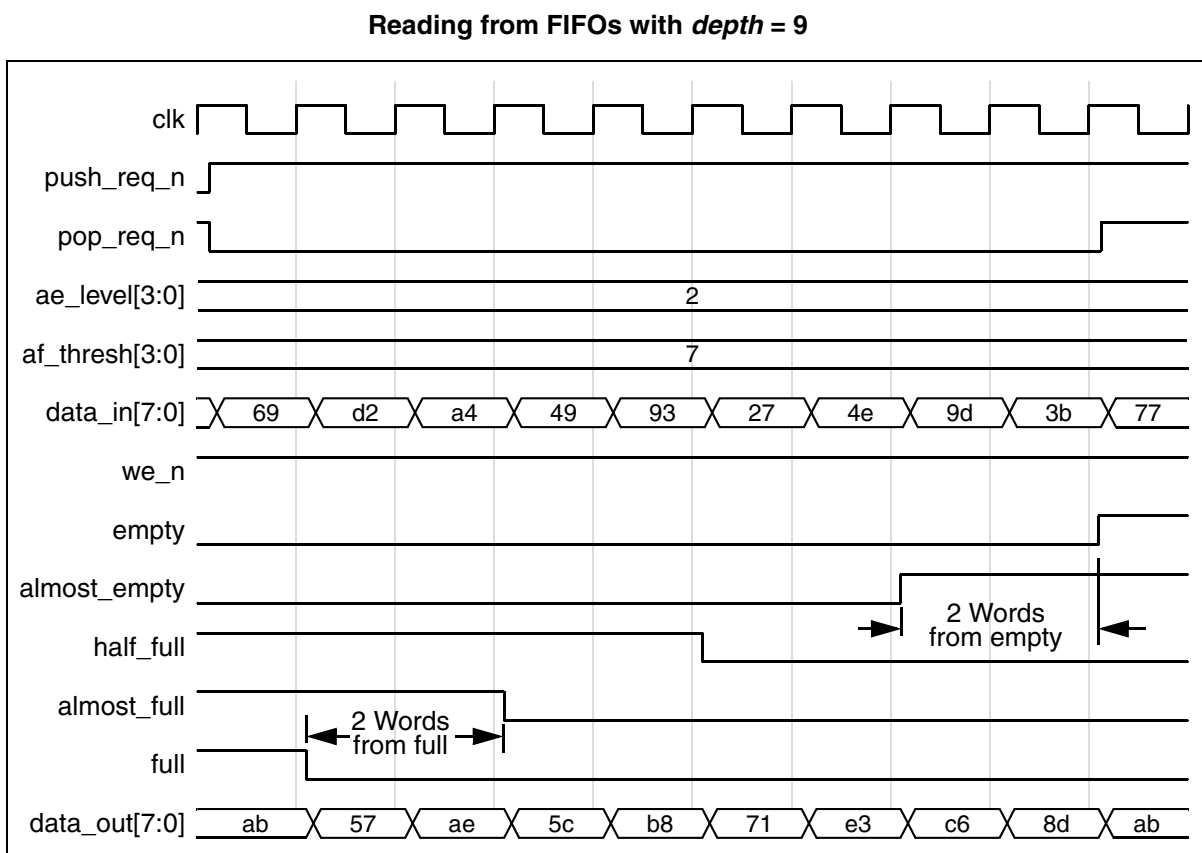 Reading from FIFOs with depth = 9
clk
push_req_n
pop_req_n
ae_level[3:0] 2
af_thresh[3:0] 7
data_in[7:0] 69 d2 a4 49 93 27 4e 9d 3b 77
we_n
empty
almost_empty
2 Words
from empty
half_full
almost_full
2 Words
from full
full
data_out[7:0] ab 57 ae 5c b8 71 e3 c6 8d ab